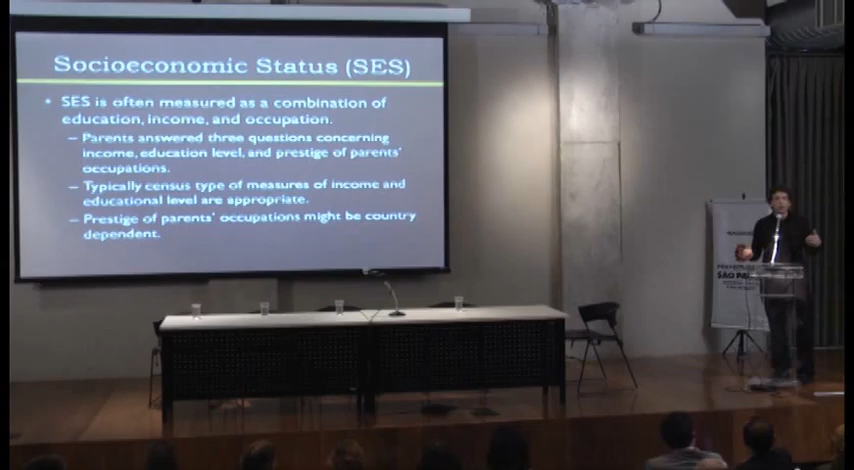 Socioeconomic Status (SES)
• SES is often measured as a combination of
education, income, and occupation.
– Parents answered three questions concerning
income, education level, and prestige of parents'
occupations.
– Typically census type of measures of income and
educational level are appropriate.
– Prestige of parents' occupations might be country
dependent.
SÃO PAULO